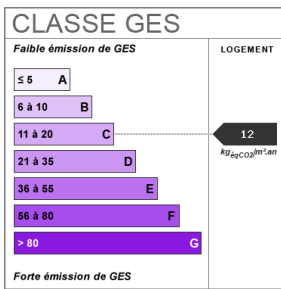 CLASSE GES
Faible émission de GES
LOGEMENT
≤ 5 A
6 à 10 B
11 à 20 C
12
kgéqCO2/m².an
21 à 35 D
36 à 55 E
56 à 80 F
> 80 G
Forte émission de GES